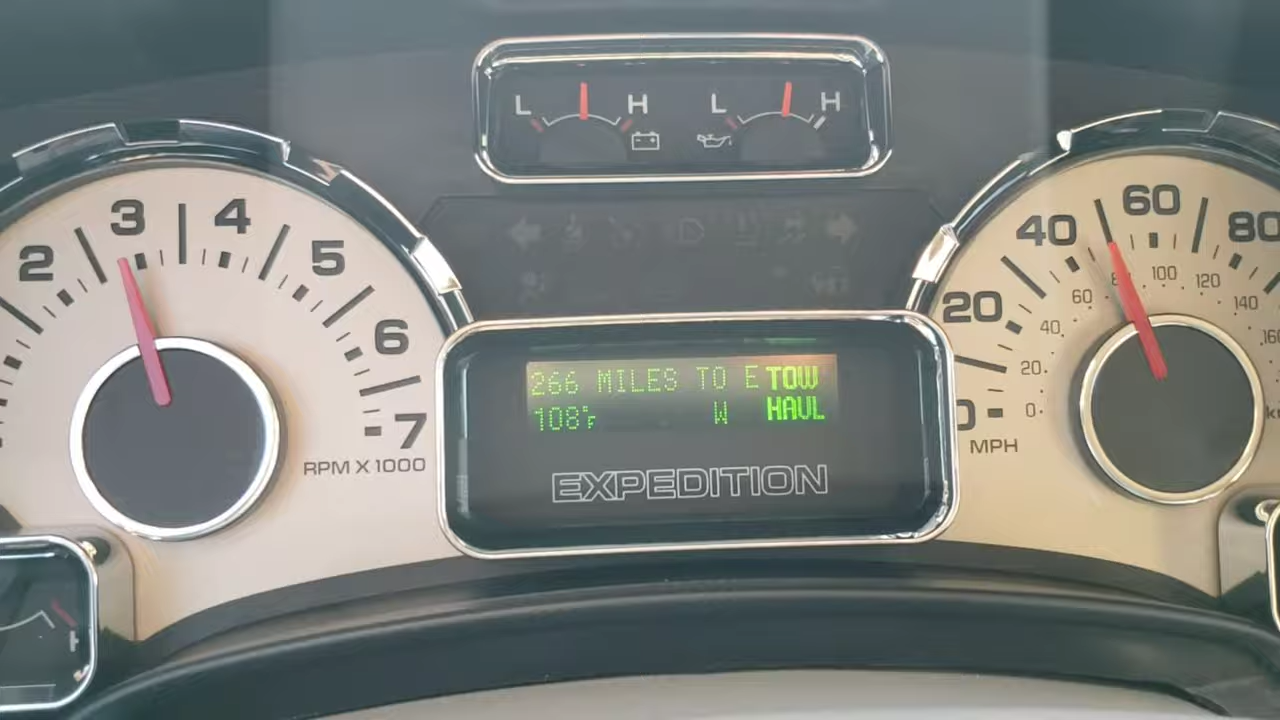 L H
L H
2 3 4 5 6 7
RPM X 1000
266 MILES TO E TOW
108°F W HAUL
EXPEDITION
0 20 40 60 80
0 20 40 60 100 120 140
MPH